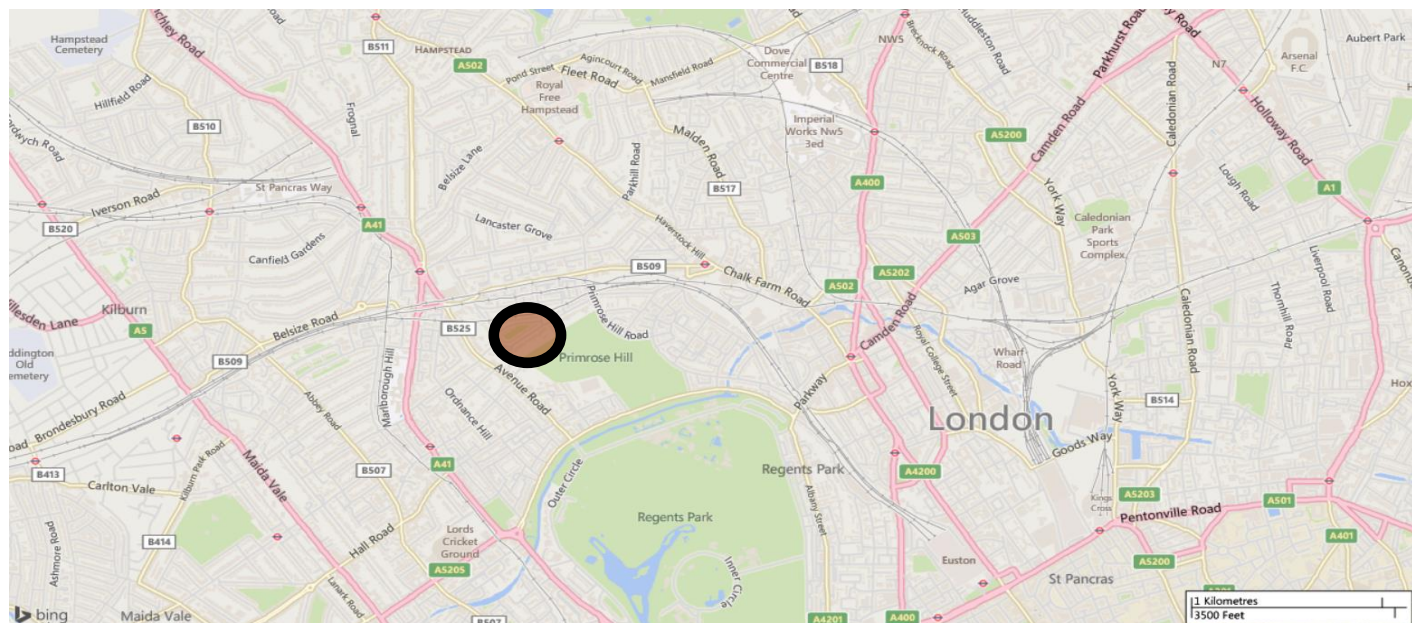 Hampstead
Cemetery
Finchley Road
B511
HAMPSTEAD
A502
Pond Street
Agincourt Road
Fleet Road
Mansfield Road
Dove
Commercial
Centre
B518
NW5
Brecknock Road
Huddleston Road
Parkhurst Road
N7
Arsenal
F.C.
Aubert Park
Hillfield Road
B510
Frognal
Royal
Free
Hampstead
Imperial
Works Nw5
3ed
Malden Road
A5200
Camden Road
Caledonian Road
Holloway Road
Belsize Lane
Parkhill Road
B517
A400
York Way
Lough Road
A1
St Pancras Way
Iverson Road
B520
A41
Lancaster Grove
Haverstock Hill
A503
Caledonian
Park
Sports
Complex
Canfield Gardens
B509
Chalk Farm Road
A5202
A502
Agar Grove
Liverpool Road
Thornhill Road
Kilburn
A5
Belsize Road
B525
Primrose Hill Road
Primrose Hill
Camden Road
Royal College Street
Wharf
Road
Caledonian Road
York Way
B509
Marlborough Hill
Avenue Road
Ordnance Hill
Abbey Road
Brondesbury Road
Parkway
London
B514
Goods Way
B413
Carlton Vale
Kilburn Park Road
Maida Vale
B507
A41
Outer Circle
Regents Park
Albany Street
A4200
Kings
Cross
A5203
A501
Pentonville Road
A401
Ashmore Road
B414
Hall Road
Lords
Cricket
Ground
A5205
Regents Park
Inner Circle
Euston
St Pancras
A5200
Lanark Road
Maida Vale
B507
A4201
A400
bing
1 Kilometres
3500 Feet